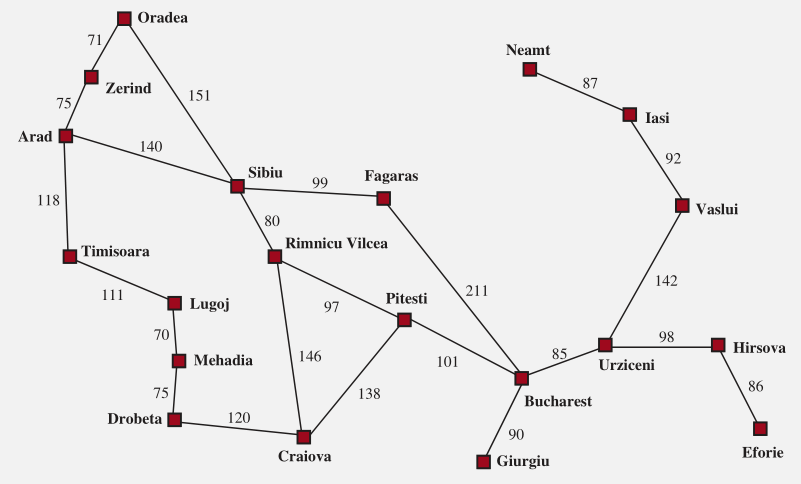 Oradea
71
Neamt
87
Zerind
151
75
Iasi
Arad
140
92
Sibiu
99
Fagaras
118
80
Vaslui
Timisoara
Rimnicu Vilcea
142
111
Lugoj
97
Pitesti
211
70
98
Hirsova
Mehadia
146
101
85
Urziceni
75
138
86
Drobeta
120
Bucharest
90
Craiova
Giurgiu
Eforie